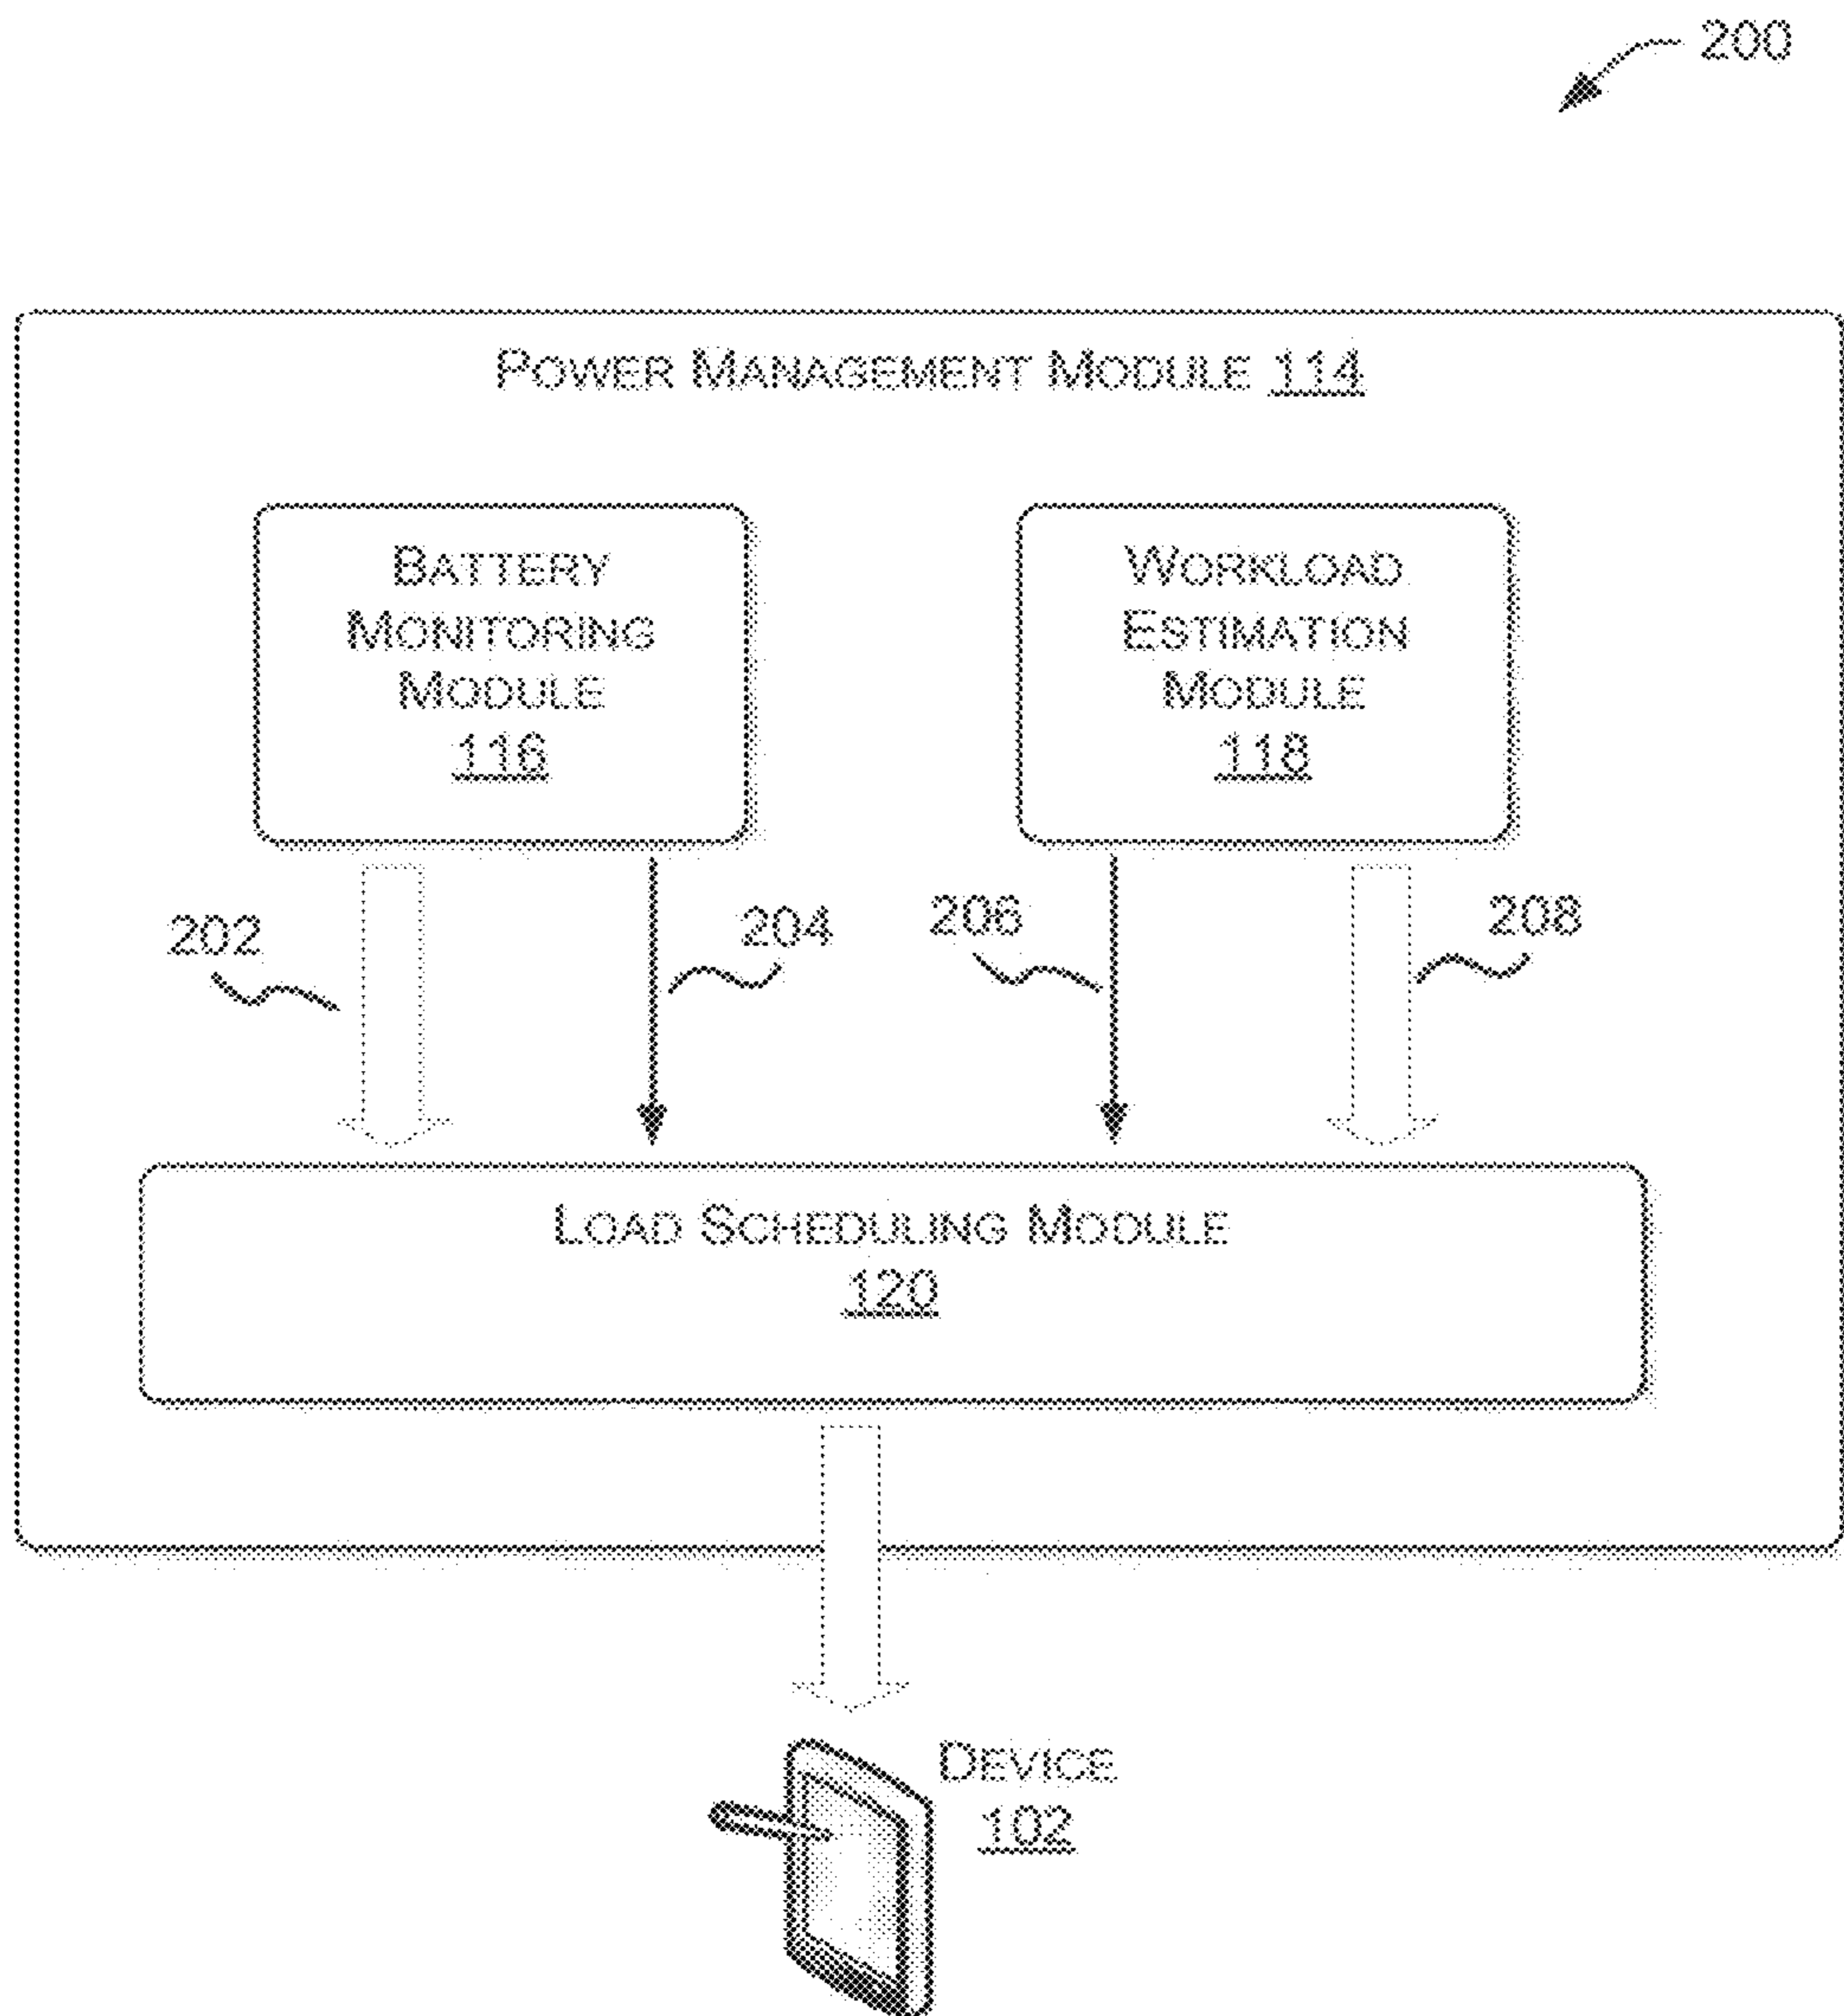 200
POWER MANAGEMENT MODULE 114
BATTERY
MONITORING
MODULE
116
WORKLOAD
ESTIMATION
MODULE
118
202
204
206
208
LOAD SCHEDULING MODULE
120
DEVICE
102